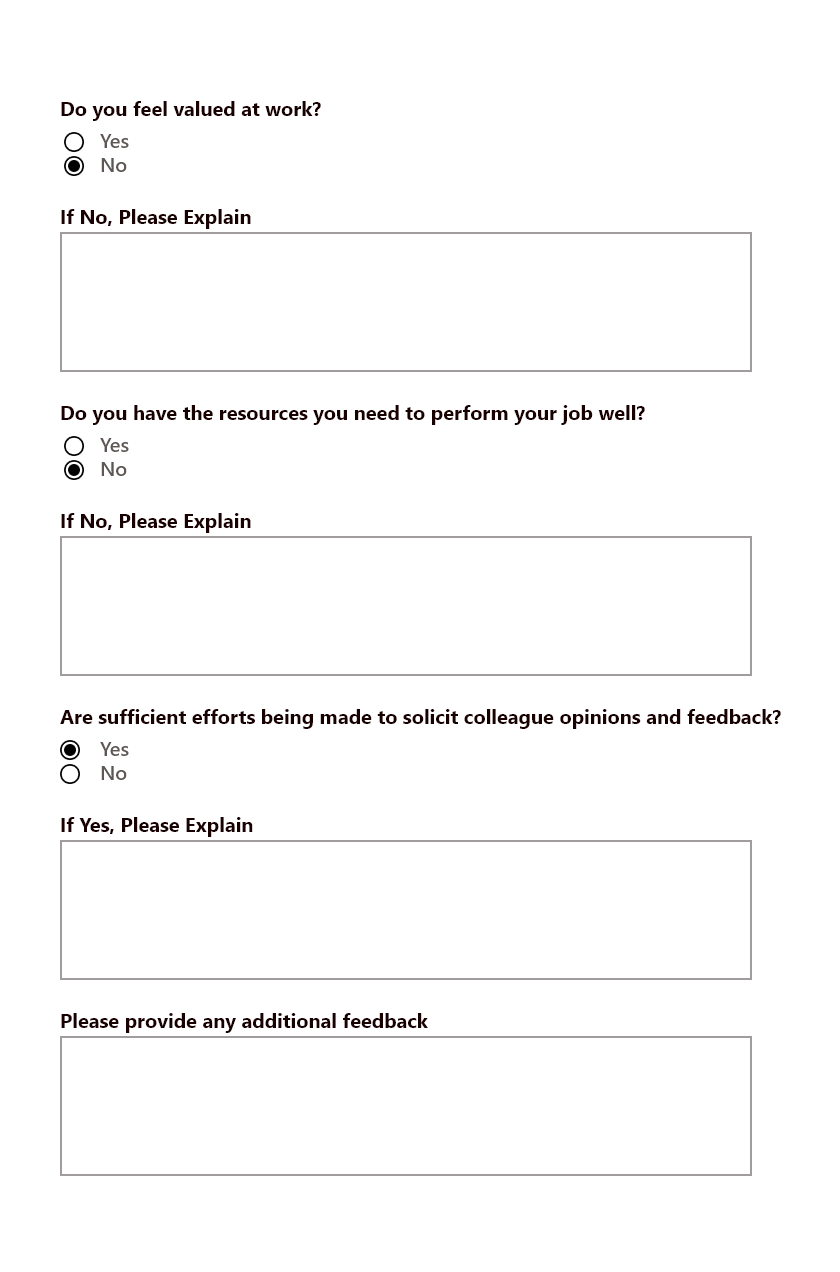 Do you feel valued at work?
Yes
No
If No, Please Explain
Do you have the resources you need to perform your job well?
Yes
No
If No, Please Explain
Are sufficient efforts being made to solicit colleague opinions and feedback?
Yes
No
If Yes, Please Explain
Please provide any additional feedback